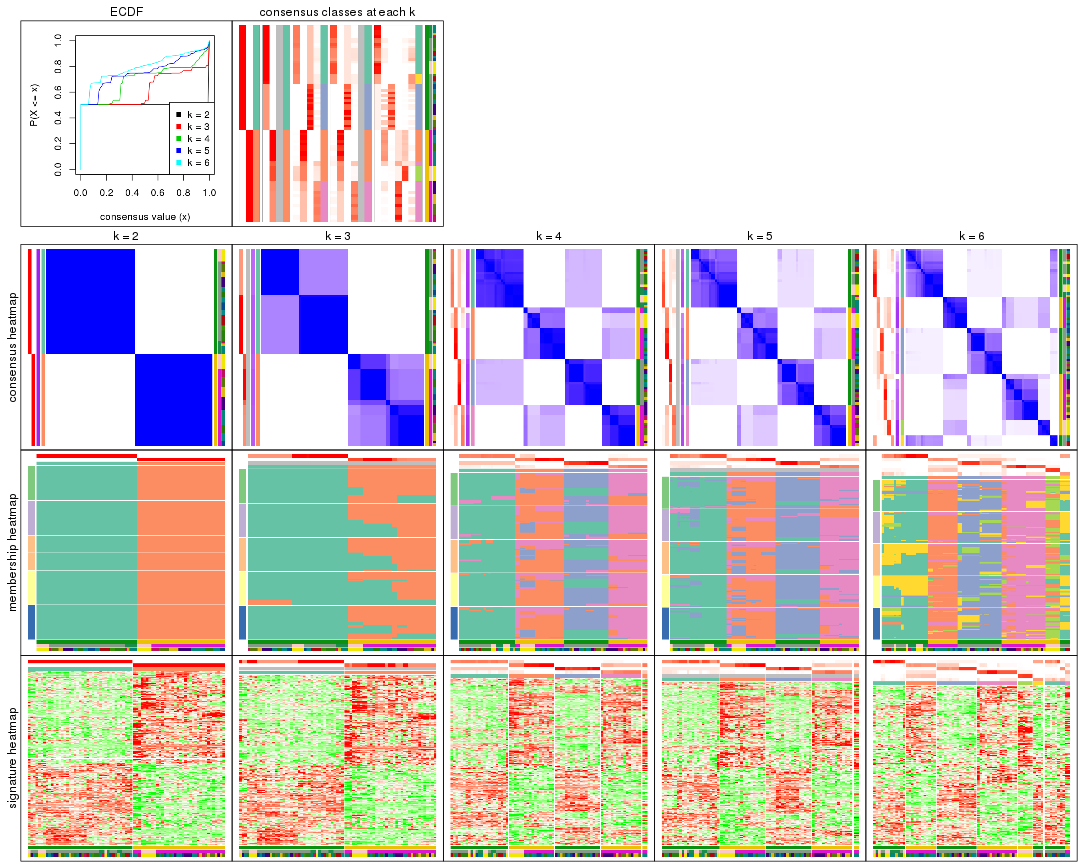 ECDF
consensus classes at each k
P(X <= x)
1.0
0.8
0.6
0.4
0.2
0.0
k = 2
k = 3
k = 4
k = 5
k = 6
0.0 0.2 0.4 0.6 0.8 1.0
consensus value (x)
k = 2 k = 3 k = 4 k = 5 k = 6
consensus heatmap
membership heatmap
signature heatmap